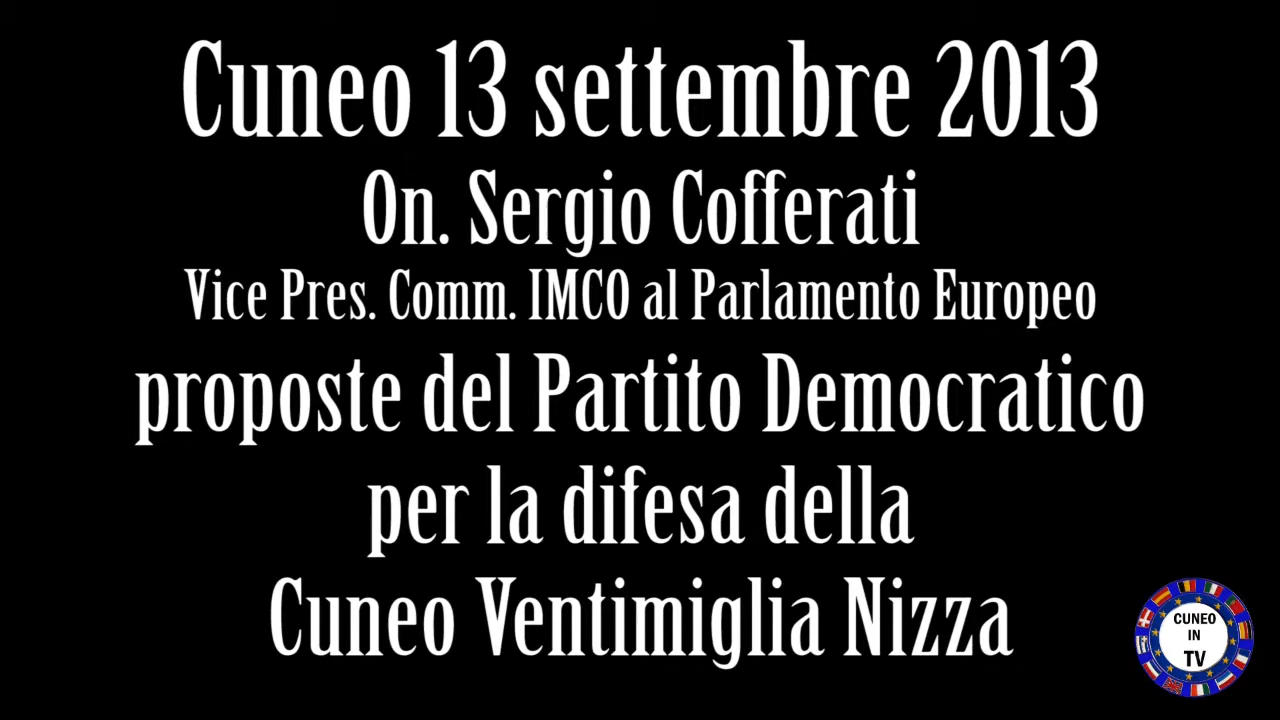 Cuneo 13 settembre 2013
On. Sergio Cofferati
Vice Pres. Comm. IMCO al Parlamento Europeo
proposte del Partito Democratico
per la difesa della
Cuneo Ventimiglia Nizza
CUNEO
IN
TV